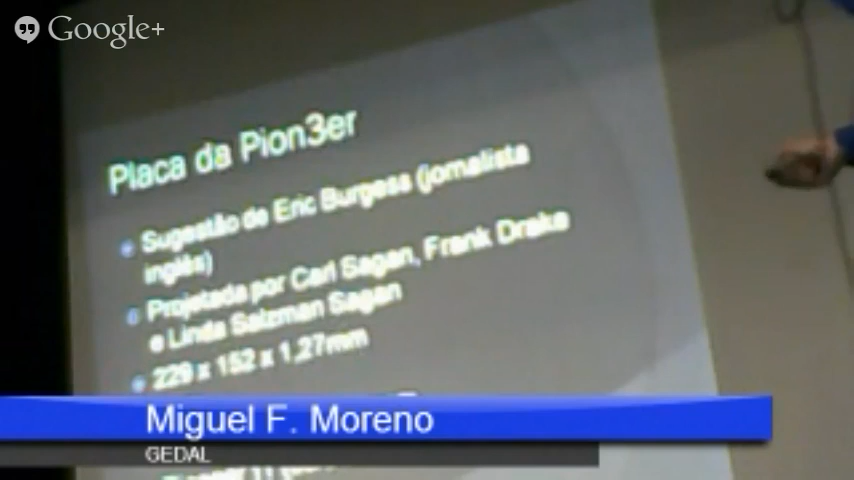 Google+
Placa da Pion3er
Sugestão de Eric Burgess (jornalista
inglês)
Projetada por Carl Sagan, Frank Drake
e Linda Salzman Sagan
229 x 152 x 1,27mm
Miguel F. Moreno
GEDAL